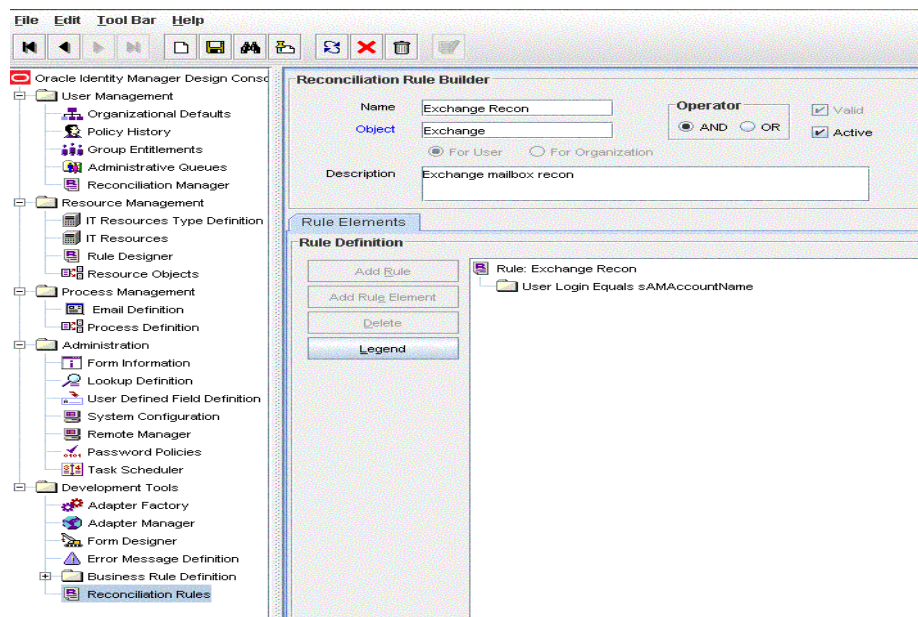 File Edit Tool Bar Help
Oracle Identity Manager Design Consc
User Management
Organizational Defaults
Policy History
Group Entitlements
Administrative Queues
Reconciliation Manager
Resource Management
IT Resources Type Definition
IT Resources
Rule Designer
Resource Objects
Process Management
Email Definition
Process Definition
Administration
Form Information
Lookup Definition
User Defined Field Definition
System Configuration
Remote Manager
Password Policies
Task Scheduler
Development Tools
Adapter Factory
Adapter Manager
Form Designer
Error Message Definition
Business Rule Definition
Reconciliation Rules
Reconciliation Rule Builder
Name Exchange Recon
Object Exchange
For User For Organization
Operator
AND OR
Valid
Active
Description Exchange mailbox recon
Rule Elements
Rule Definition
Add Rule
Add Rule Element
Delete
Legend
Rule: Exchange Recon
User Login Equals sAMAccountName